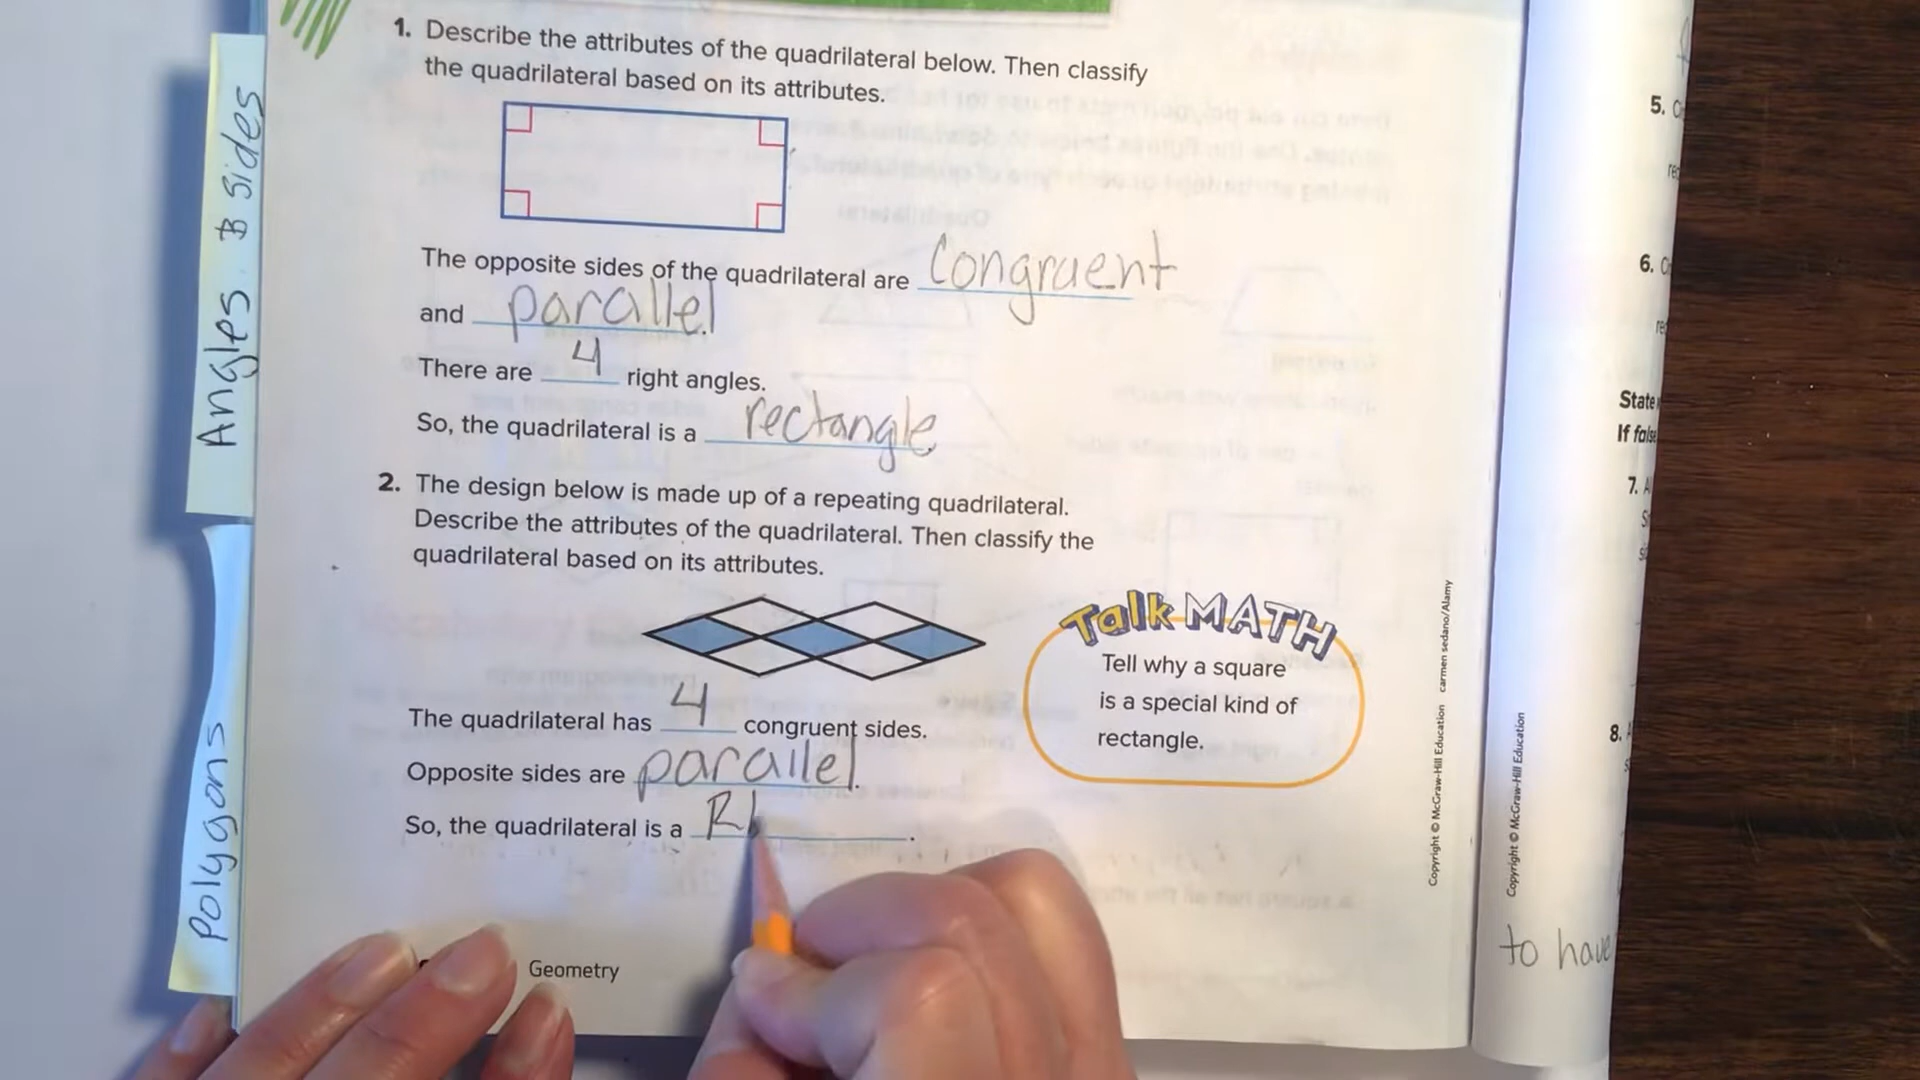 1. Describe the attributes of the quadrilateral below. Then classify
the quadrilateral based on its attributes.
The opposite sides of the quadrilateral are Congruent
and parallel.
There are 4 right angles.
So, the quadrilateral is a rectangle.
2. The design below is made up of a repeating quadrilateral.
Describe the attributes of the quadrilateral. Then classify the
quadrilateral based on its attributes.
The quadrilateral has 4 congruent sides.
Opposite sides are parallel.
So, the quadrilateral is a Rh.
Talk MATH
Tell why a square
is a special kind of
rectangle.
Geometry
Angles & Sides
Polygons
Copyright © McGraw-Hill Education carmen sedano/Alamy
Copyright © McGraw-Hill Education
5.
6.
State
If false
7.
8.
to have